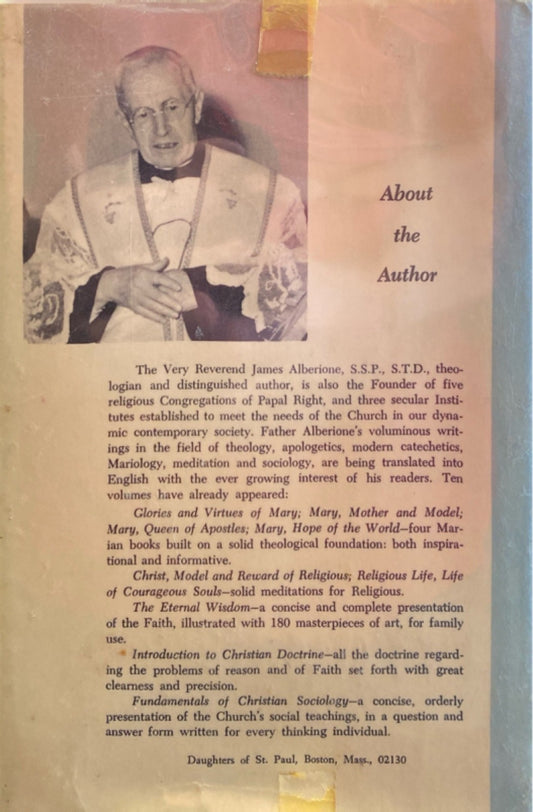 About
the
Author
The Very Reverend James Alberione, S.S.P., S.T.D., theo-
logian and distinguished author, is also the Founder of five
religious Congregations of Papal Right, and three secular Insti-
tutes established to meet the needs of the Church in our dyna-
mic contemporary society. Father Alberione's voluminous writ-
ings in the field of theology, apologetics, modern catechetics,
Mariology, meditation and sociology, are being translated into
English with the ever growing interest of his readers. Ten
volumes have already appeared:
Glories and Virtues of Mary; Mary, Mother and Model;
Mary, Queen of Apostles; Mary, Hope of the World—four Mar-
ian books built on a solid theological foundation: both inspira-
tional and informative.
Christ, Model and Reward of Religious; Religious Life, Life
of Courageous Souls—solid meditations for Religious.
The Eternal Wisdom—a concise and complete presentation
of the Faith, illustrated with 180 masterpieces of art, for family
use.
Introduction to Christian Doctrine—all the doctrine regard-
ing the problems of reason and of Faith set forth with great
clearness and precision.
Fundamentals of Christian Sociology—a concise, orderly
presentation of the Church's social teachings, in a question and
answer form written for every thinking individual.
Daughters of St. Paul, Boston, Mass., 02130